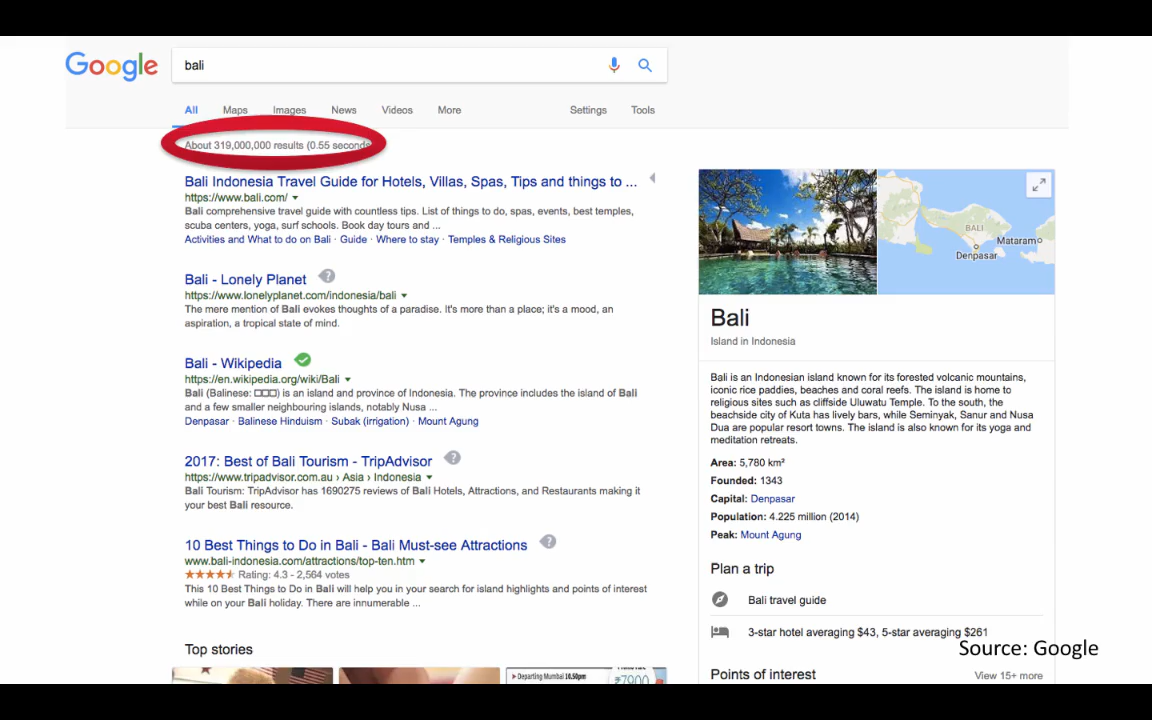 Google
bali
All Maps Images News Videos More Settings Tools
About 319,000,000 results (0.55 seconds
Bali Indonesia Travel Guide for Hotels, Villas, Spas, Tips and things to ...
https://www.bali.com/
Bali comprehensive travel guide with countless tips. List of things to do, spas, events, best temples,
scuba centers, yoga, surf schools. Book day tours and ...
Activities and What to do on Bali · Guide · Where to stay · Temples & Religious Sites
Bali - Lonely Planet
https://www.lonelyplanet.com/indonesia/bali
The mere mention of Bali evokes thoughts of a paradise. It's more than a place; it's a mood, an
aspiration, a tropical state of mind.
Bali - Wikipedia
https://en.wikipedia.org/wiki/Bali
Bali (Balinese: □□□) is an island and province of Indonesia. The province includes the island of Bali
and a few smaller neighbouring islands, notably Nusa ...
Denpasar · Balinese Hinduism · Subak (irrigation) · Mount Agung
2017: Best of Bali Tourism - TripAdvisor
https://www.tripadvisor.com.au › Asia › Indonesia
Bali Tourism: TripAdvisor has 1690275 reviews of Bali Hotels, Attractions, and Restaurants making it
your best Bali resource.
10 Best Things to Do in Bali - Bali Must-see Attractions
www.bali-indonesia.com/attractions/top-ten.htm
Rating: 4.3 - 2,564 votes
This 10 Best Things to Do in Bali will help you in your search for island highlights and points of interest
while on your Bali holiday. There are innumerable ...
Top stories
Departing Mumbai 10.50pm
₹7900
BALI
Mataram
Denpasar
Bali
Island in Indonesia
Bali is an Indonesian island known for its forested volcanic mountains,
iconic rice paddies, beaches and coral reefs. The island is home to
religious sites such as cliffside Uluwatu Temple. To the south, the
beachside city of Kuta has lively bars, while Seminyak, Sanur and Nusa
Dua are popular resort towns. The island is also known for its yoga and
meditation retreats.
Area: 5,780 km²
Founded: 1343
Capital: Denpasar
Population: 4.225 million (2014)
Peak: Mount Agung
Plan a trip
Bali travel guide
3-star hotel averaging $43, 5-star averaging $261
Source: Google
Points of interest View 15+ more